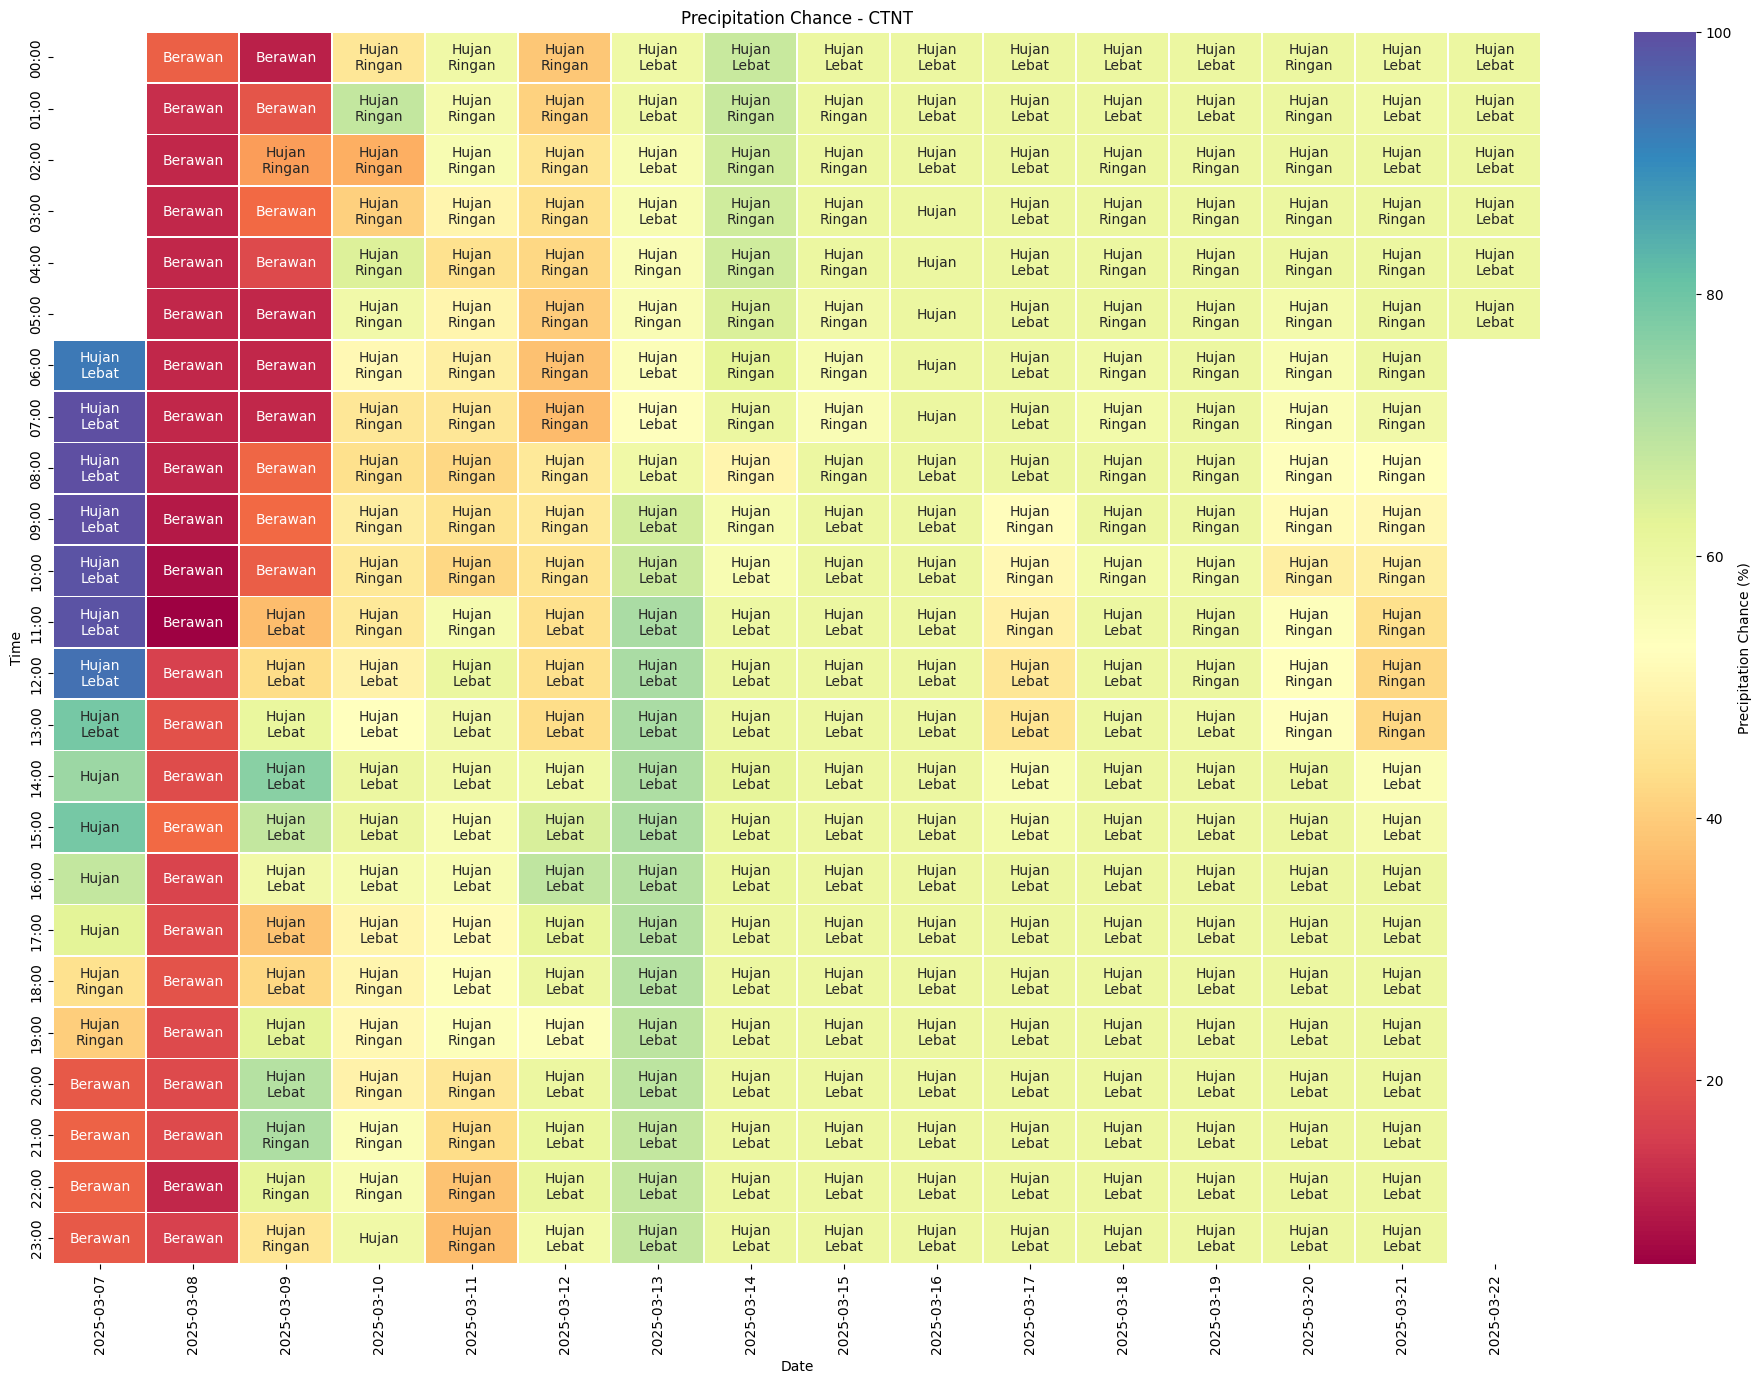 Precipitation Chance - CTNT
00:00 Berawan Berawan Hujan Ringan Hujan Ringan Hujan Ringan Hujan Lebat Hujan Lebat Hujan Lebat Hujan Lebat Hujan Lebat Hujan Lebat Hujan Lebat Hujan Ringan Hujan Lebat Hujan Lebat
01:00 Berawan Berawan Hujan Ringan Hujan Ringan Hujan Ringan Hujan Lebat Hujan Ringan Hujan Ringan Hujan Lebat Hujan Lebat Hujan Lebat Hujan Lebat Hujan Ringan Hujan Lebat Hujan Lebat
02:00 Berawan Hujan Ringan Hujan Ringan Hujan Ringan Hujan Ringan Hujan Lebat Hujan Ringan Hujan Ringan Hujan Lebat Hujan Lebat Hujan Ringan Hujan Ringan Hujan Ringan Hujan Lebat Hujan Lebat
03:00 Berawan Berawan Hujan Ringan Hujan Ringan Hujan Ringan Hujan Lebat Hujan Ringan Hujan Ringan Hujan Hujan Lebat Hujan Ringan Hujan Ringan Hujan Ringan Hujan Ringan Hujan Lebat
04:00 Berawan Berawan Hujan Ringan Hujan Ringan Hujan Ringan Hujan Ringan Hujan Ringan Hujan Ringan Hujan Hujan Lebat Hujan Ringan Hujan Ringan Hujan Ringan Hujan Ringan Hujan Lebat
05:00 Berawan Berawan Hujan Ringan Hujan Ringan Hujan Ringan Hujan Ringan Hujan Ringan Hujan Ringan Hujan Hujan Lebat Hujan Ringan Hujan Ringan Hujan Ringan Hujan Ringan Hujan Lebat
06:00 Hujan Lebat Berawan Berawan Hujan Ringan Hujan Ringan Hujan Ringan Hujan Lebat Hujan Ringan Hujan Ringan Hujan Hujan Lebat Hujan Ringan Hujan Ringan Hujan Ringan Hujan Ringan
07:00 Hujan Lebat Berawan Berawan Hujan Ringan Hujan Ringan Hujan Ringan Hujan Lebat Hujan Ringan Hujan Ringan Hujan Hujan Lebat Hujan Ringan Hujan Ringan Hujan Ringan Hujan Ringan
08:00 Hujan Lebat Berawan Berawan Hujan Ringan Hujan Ringan Hujan Ringan Hujan Lebat Hujan Ringan Hujan Ringan Hujan Lebat Hujan Lebat Hujan Ringan Hujan Ringan Hujan Ringan Hujan Ringan
09:00 Hujan Lebat Berawan Berawan Hujan Ringan Hujan Ringan Hujan Ringan Hujan Lebat Hujan Ringan Hujan Lebat Hujan Lebat Hujan Ringan Hujan Ringan Hujan Ringan Hujan Ringan Hujan Ringan
10:00 Hujan Lebat Berawan Berawan Hujan Ringan Hujan Ringan Hujan Ringan Hujan Lebat Hujan Lebat Hujan Lebat Hujan Lebat Hujan Ringan Hujan Ringan Hujan Ringan Hujan Ringan Hujan Ringan
11:00 Hujan Lebat Berawan Hujan Lebat Hujan Ringan Hujan Ringan Hujan Lebat Hujan Lebat Hujan Lebat Hujan Lebat Hujan Lebat Hujan Ringan Hujan Lebat Hujan Ringan Hujan Ringan Hujan Ringan
12:00 Hujan Lebat Berawan Hujan Lebat Hujan Lebat Hujan Lebat Hujan Lebat Hujan Lebat Hujan Lebat Hujan Lebat Hujan Lebat Hujan Lebat Hujan Lebat Hujan Ringan Hujan Ringan Hujan Ringan
13:00 Hujan Lebat Berawan Hujan Lebat Hujan Lebat Hujan Lebat Hujan Lebat Hujan Lebat Hujan Lebat Hujan Lebat Hujan Lebat Hujan Lebat Hujan Lebat Hujan Lebat Hujan Ringan Hujan Ringan
14:00 Hujan Berawan Hujan Lebat Hujan Lebat Hujan Lebat Hujan Lebat Hujan Lebat Hujan Lebat Hujan Lebat Hujan Lebat Hujan Lebat Hujan Lebat Hujan Lebat Hujan Lebat Hujan Lebat
15:00 Hujan Berawan Hujan Lebat Hujan Lebat Hujan Lebat Hujan Lebat Hujan Lebat Hujan Lebat Hujan Lebat Hujan Lebat Hujan Lebat Hujan Lebat Hujan Lebat Hujan Lebat Hujan Lebat
16:00 Hujan Berawan Hujan Lebat Hujan Lebat Hujan Lebat Hujan Lebat Hujan Lebat Hujan Lebat Hujan Lebat Hujan Lebat Hujan Lebat Hujan Lebat Hujan Lebat Hujan Lebat Hujan Lebat
17:00 Hujan Berawan Hujan Lebat Hujan Lebat Hujan Lebat Hujan Lebat Hujan Lebat Hujan Lebat Hujan Lebat Hujan Lebat Hujan Lebat Hujan Lebat Hujan Lebat Hujan Lebat Hujan Lebat
18:00 Hujan Ringan Berawan Hujan Lebat Hujan Ringan Hujan Lebat Hujan Lebat Hujan Lebat Hujan Lebat Hujan Lebat Hujan Lebat Hujan Lebat Hujan Lebat Hujan Lebat Hujan Lebat Hujan Lebat
19:00 Hujan Ringan Berawan Hujan Lebat Hujan Ringan Hujan Ringan Hujan Lebat Hujan Lebat Hujan Lebat Hujan Lebat Hujan Lebat Hujan Lebat Hujan Lebat Hujan Lebat Hujan Lebat Hujan Lebat
20:00 Berawan Berawan Hujan Lebat Hujan Ringan Hujan Ringan Hujan Lebat Hujan Lebat Hujan Lebat Hujan Lebat Hujan Lebat Hujan Lebat Hujan Lebat Hujan Lebat Hujan Lebat Hujan Lebat
21:00 Berawan Berawan Hujan Ringan Hujan Ringan Hujan Ringan Hujan Lebat Hujan Lebat Hujan Lebat Hujan Lebat Hujan Lebat Hujan Lebat Hujan Lebat Hujan Lebat Hujan Lebat Hujan Lebat
22:00 Berawan Berawan Hujan Ringan Hujan Ringan Hujan Ringan Hujan Lebat Hujan Lebat Hujan Lebat Hujan Lebat Hujan Lebat Hujan Lebat Hujan Lebat Hujan Lebat Hujan Lebat Hujan Lebat
23:00 Berawan Berawan Hujan Ringan Hujan Hujan Ringan Hujan Lebat Hujan Lebat Hujan Lebat Hujan Lebat Hujan Lebat Hujan Lebat Hujan Lebat Hujan Lebat Hujan Lebat Hujan Lebat
Time
2025-03-07 2025-03-08 2025-03-09 2025-03-10 2025-03-11 2025-03-12 2025-03-13 2025-03-14 2025-03-15 2025-03-16 2025-03-17 2025-03-18 2025-03-19 2025-03-20 2025-03-21 2025-03-22
Date
100
80
60
40
20
Precipitation Chance (%)